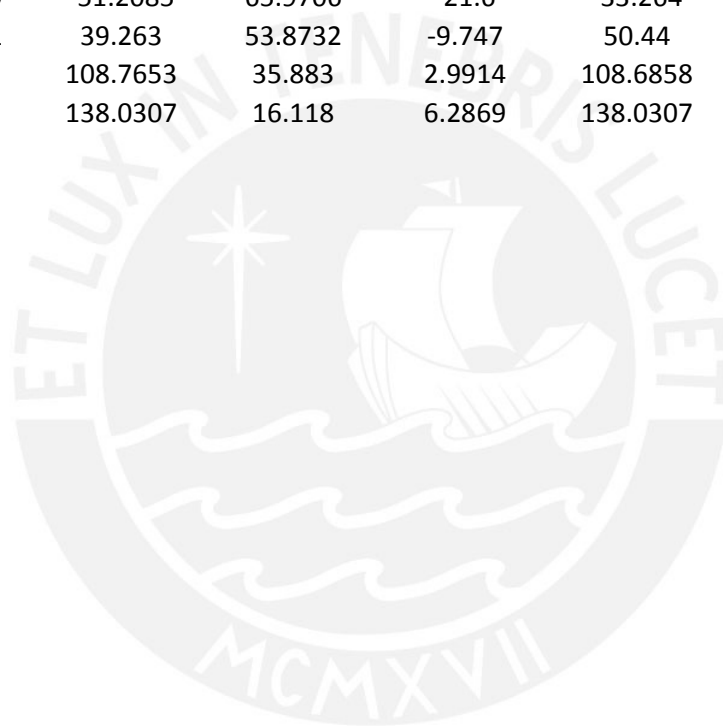 39.263 53.8732 -9.747 50.44
108.7653 35.883 2.9914 108.6858
138.0307 16.118 6.2869 138.0307
ET LUX IN TENEBRIS LUCET
MCMXVII